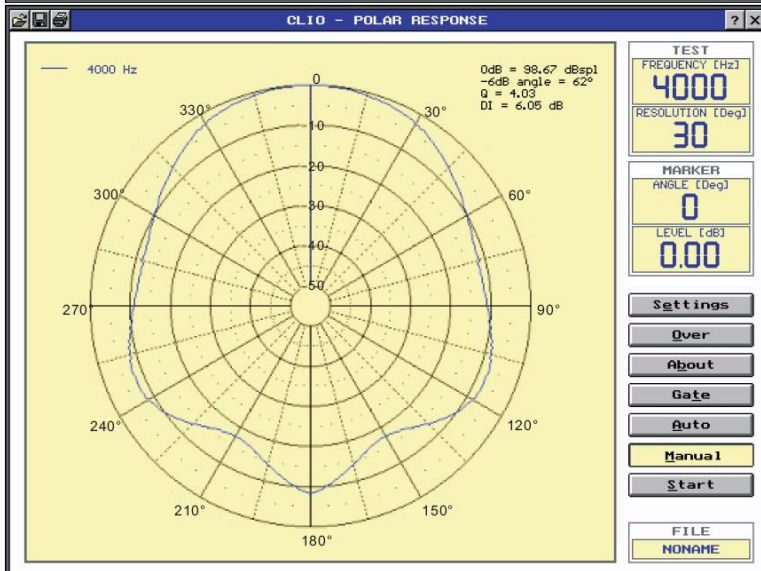 CLIO - POLAR RESPONSE
? X
4000 Hz
0dB = 98.67 dBspl
-6dB angle = 62°
Q = 4.03
DI = 6.05 dB
0
330°
30°
10
300°
20
60°
30
40
50
270
90°
240°
120°
210°
150°
180°
TEST
FREQUENCY [Hz]
4000
RESOLUTION [Deg]
30
MARKER
ANGLE [Deg]
0
LEVEL [dB]
0.00
Settings
Over
About
Gate
Auto
Manual
Start
FILE
NONAME